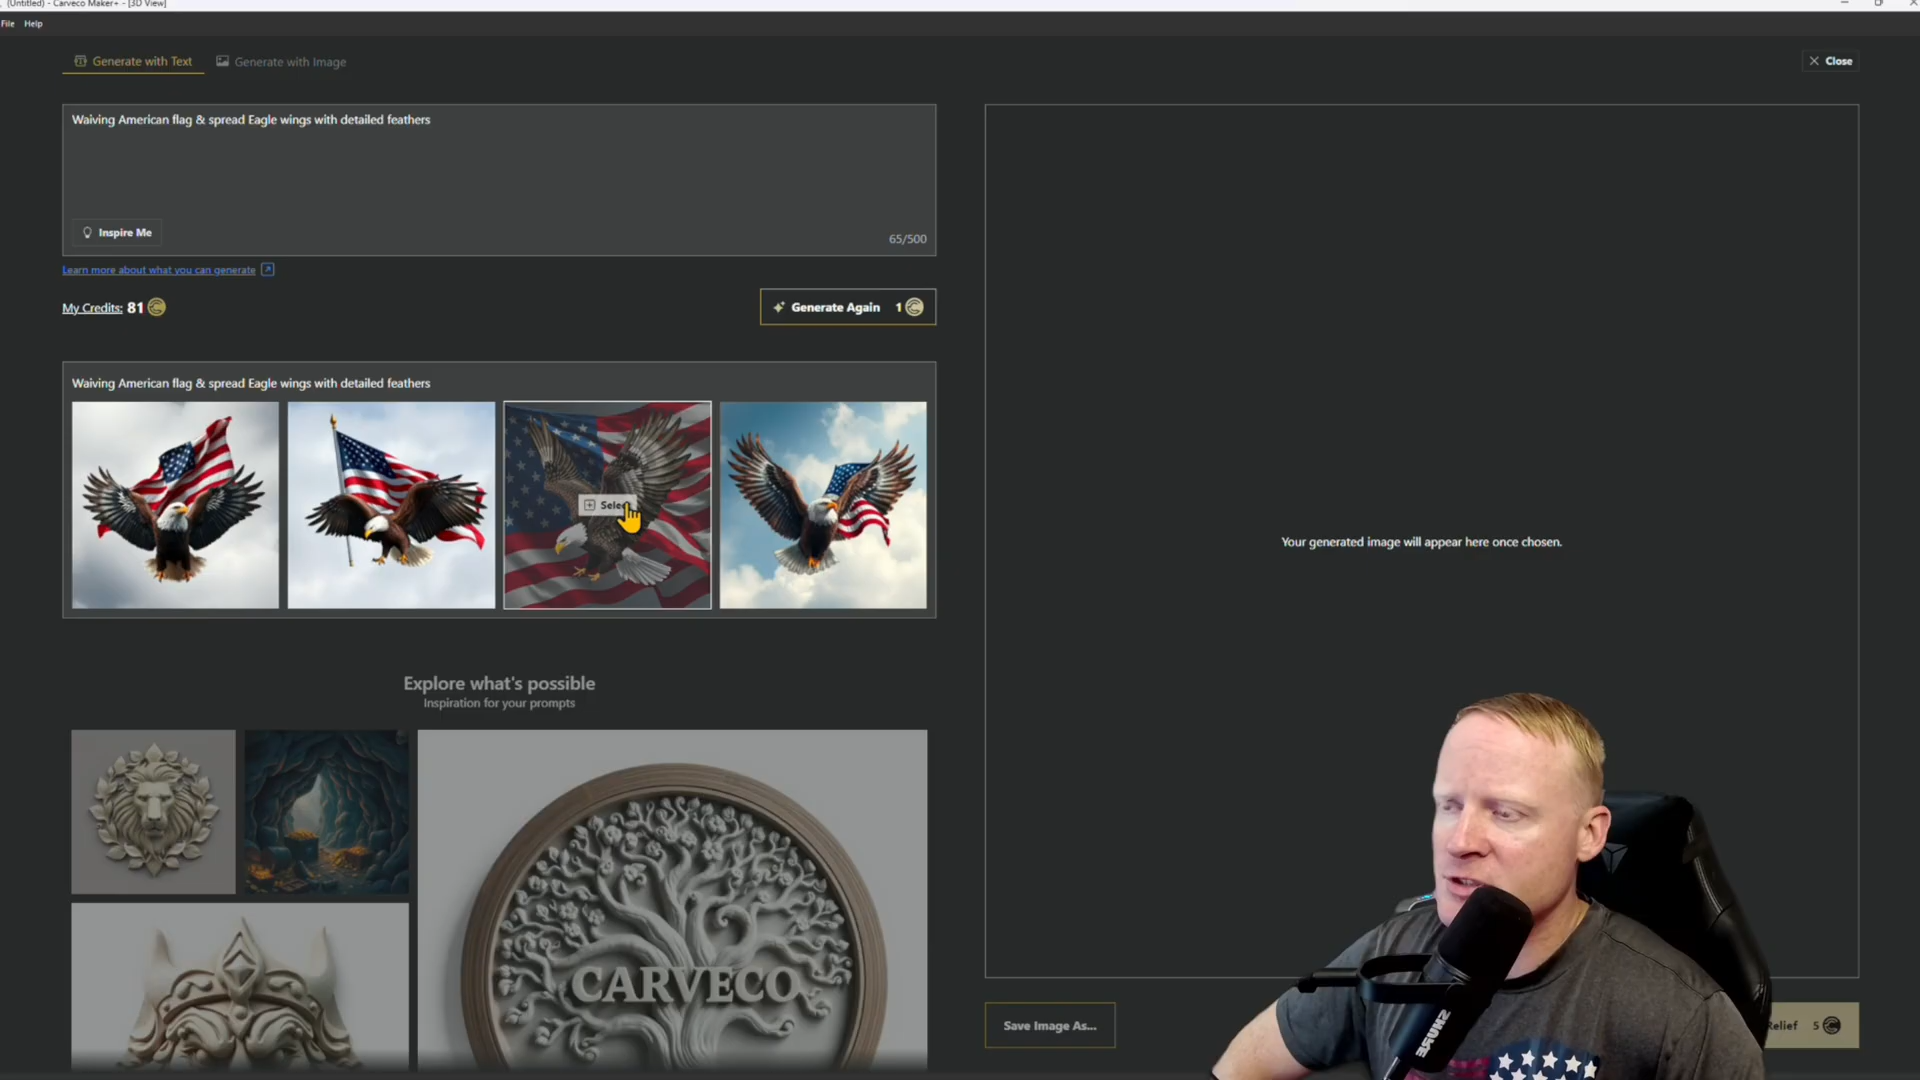 (Untitled) - Carveco Maker+ - [3D View]
File Help
Generate with Text Generate with Image
Close
Waiving American flag & spread Eagle wings with detailed feathers
Inspire Me
65/500
Learn more about what you can generate
My Credits: 81
Generate Again 1
Waiving American flag & spread Eagle wings with detailed feathers
Your generated image will appear here once chosen.
Explore what's possible
Inspiration for your prompts
CARVECO
Save Image As...
Relief 5
SHURE